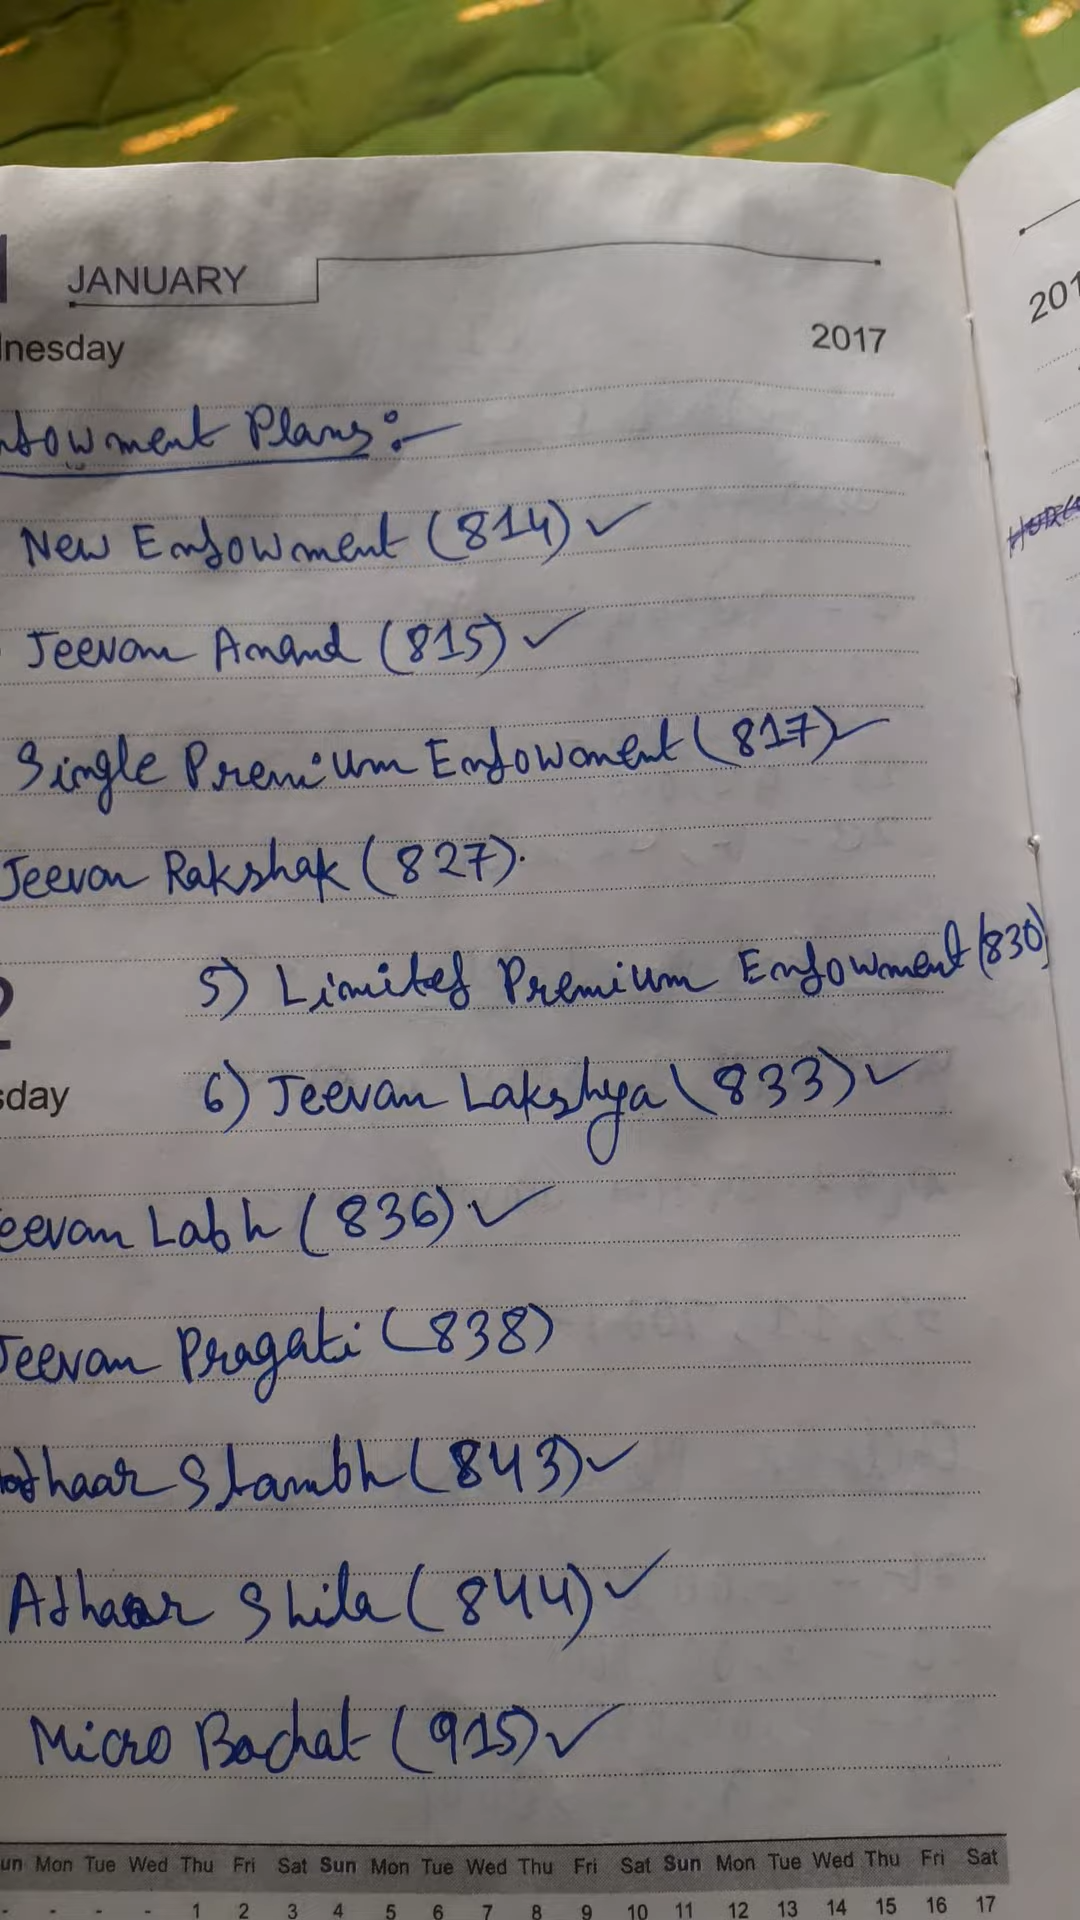 JANUARY
nesday
2017
201
ndowment Plans:-
New Endowment (814) ✓
Jeevan Anand (815) ✓
Single Premium Endowment (817) ✓
Jeevan Rakshak (827).
5) Limited Premium Endowment (830)
2
sday
6) Jeevan Lakshya (833) ✓
eevan Labh (836) ✓
Jeevan Pragati (838)
adhaar Stambh (843) ✓
Adhaar Shila (844) ✓
Micro Bachat (915) ✓
un Mon Tue Wed Thu Fri Sat Sun Mon Tue Wed Thu Fri Sat Sun Mon Tue Wed Thu Fri Sat
- - - - 1 2 3 4 5 6 7 8 9 10 11 12 13 14 15 16 17